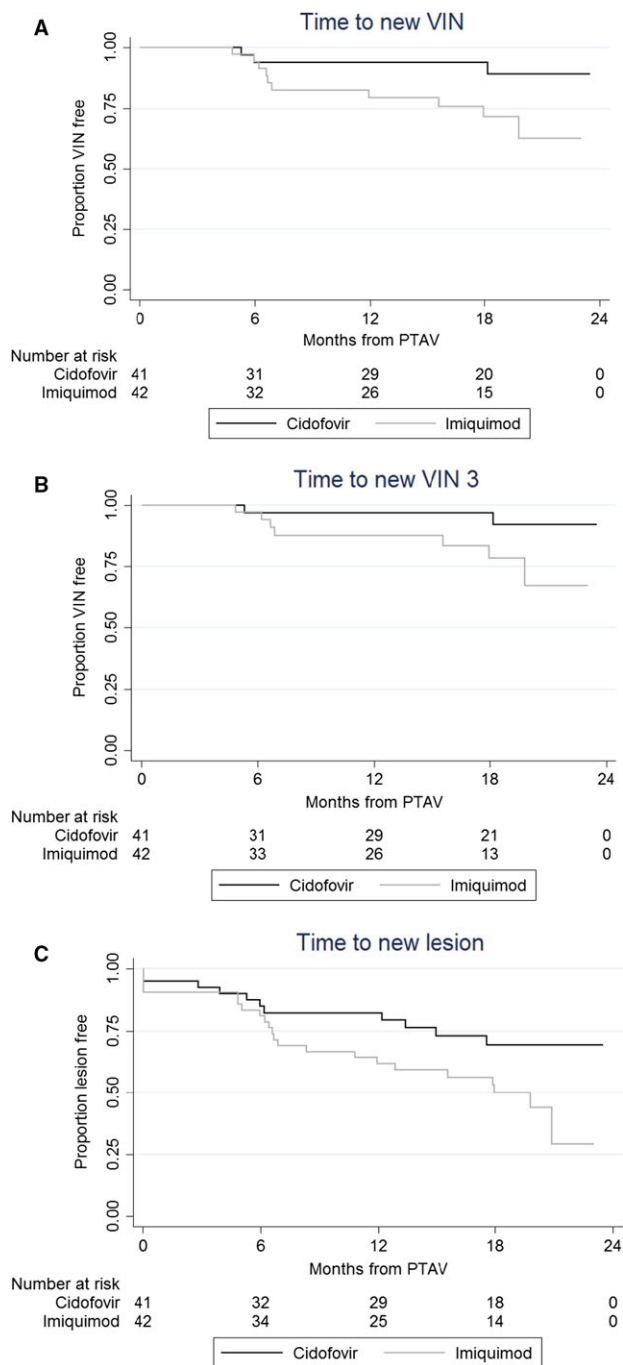 A
Time to new VIN
Proportion VIN free
1.00
0.75
0.50
0.25
0.00
0 6 12 18 24
Months from PTAV
Number at risk
Cidofovir 41 31 29 20 0
Imiquimod 42 32 26 15 0
Cidofovir Imiquimod
B
Time to new VIN 3
Proportion VIN free
1.00
0.75
0.50
0.25
0.00
0 6 12 18 24
Months from PTAV
Number at risk
Cidofovir 41 31 29 21 0
Imiquimod 42 33 26 13 0
Cidofovir Imiquimod
C
Time to new lesion
Proportion lesion free
1.00
0.75
0.50
0.25
0.00
0 6 12 18 24
Months from PTAV
Number at risk
Cidofovir 41 32 29 18 0
Imiquimod 42 34 25 14 0
Cidofovir Imiquimod